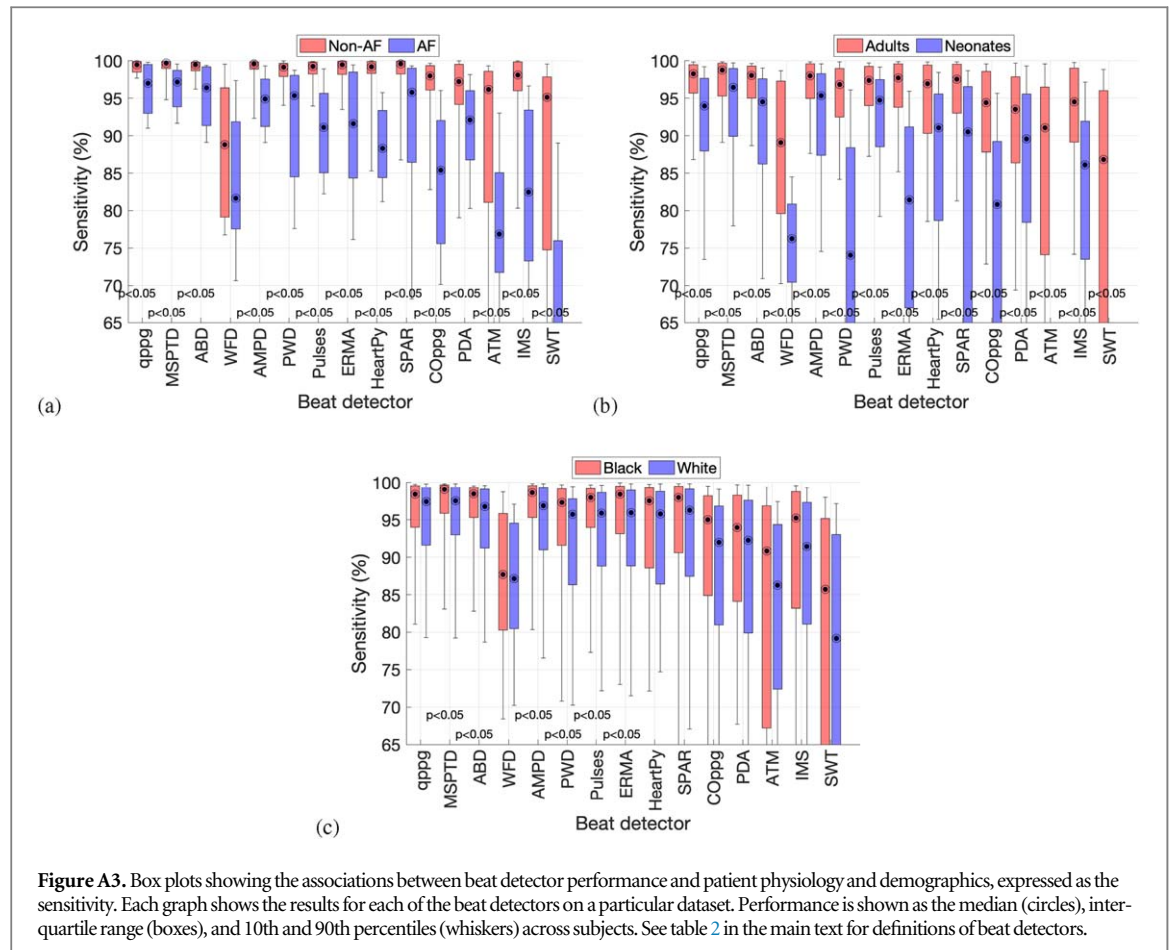 Non-AF AF
Sensitivity (%)
100
95
90
85
80
75
70
65
p<0.05 p<0.05 p<0.05 p<0.05 p<0.05 p<0.05 p<0.05
p<0.05 p<0.05 p<0.05 p<0.05 p<0.05 p<0.05 p<0.05
qppg
MSPTD
ABD
WFD
AMPD
PWD
Pulses
ERMA
HeartPy
SPAR
COppg
PDA
ATM
IMS
SWT
Beat detector
(a)
Adults Neonates
Sensitivity (%)
100
95
90
85
80
75
70
65
p<0.05 p<0.05 p<0.05 p<0.05 p<0.05 p<0.05 p<0.05
p<0.05 p<0.05 p<0.05 p<0.05 p<0.05 p<0.05 p<0.05
qppg
MSPTD
ABD
WFD
AMPD
PWD
Pulses
ERMA
HeartPy
SPAR
COppg
PDA
ATM
IMS
SWT
Beat detector
(b)
Black White
Sensitivity (%)
100
95
90
85
80
75
70
65
p<0.05 p<0.05 p<0.05
p<0.05 p<0.05 p<0.05
qppg
MSPTD
ABD
WFD
AMPD
PWD
Pulses
ERMA
HeartPy
SPAR
COppg
PDA
ATM
IMS
SWT
Beat detector
(c)
Figure A3. Box plots showing the associations between beat detector performance and patient physiology and demographics, expressed as the
sensitivity. Each graph shows the results for each of the beat detectors on a particular dataset. Performance is shown as the median (circles), inter-
quartile range (boxes), and 10th and 90th percentiles (whiskers) across subjects. See table 2 in the main text for definitions of beat detectors.